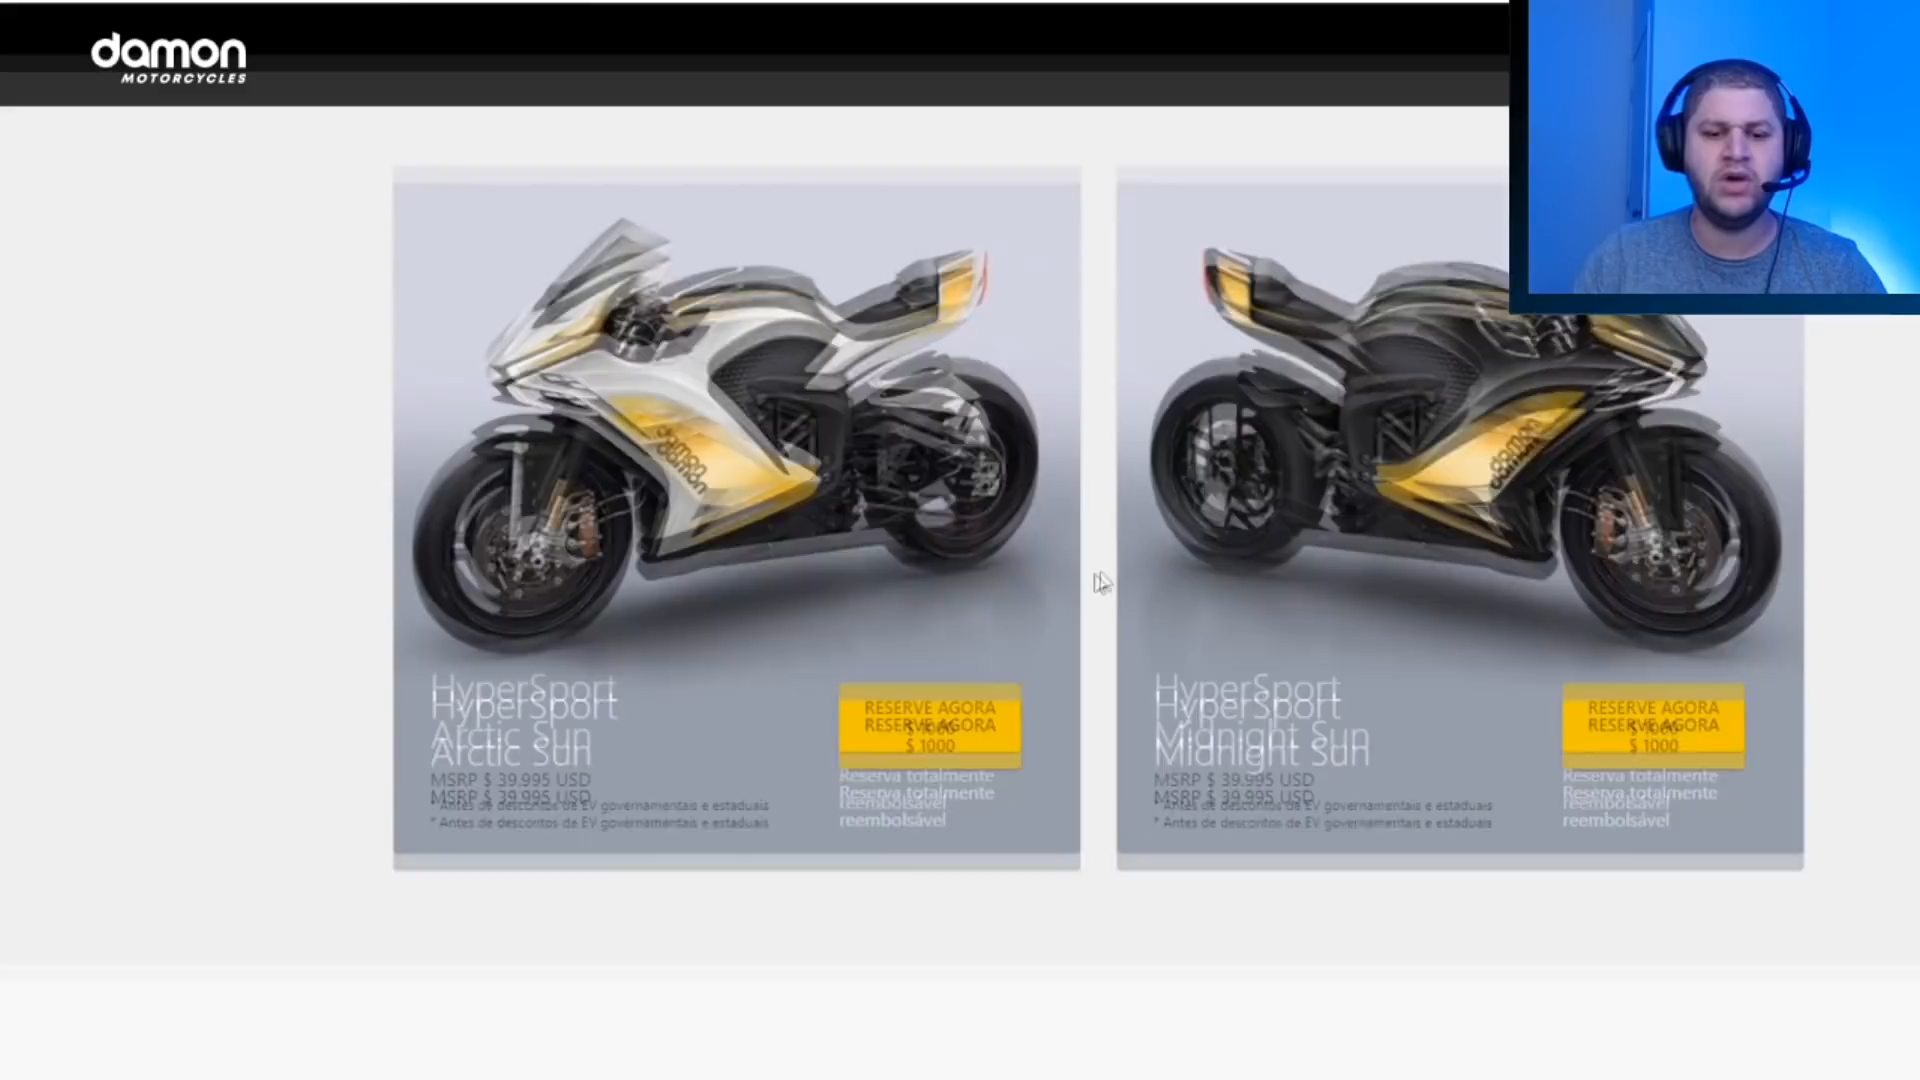 damon
MOTORCYCLES
damon
damon
HyperSport
Arctic Sun
MSRP $ 39.995 USD
* Antes de descontos de EV governamentais e estaduais
RESERVE AGORA
$ 1000
Reserva totalmente
reembolsável
HyperSport
Midnight Sun
MSRP $ 39.995 USD
* Antes de descontos de EV governamentais e estaduais
RESERVE AGORA
$ 1000
Reserva totalmente
reembolsável